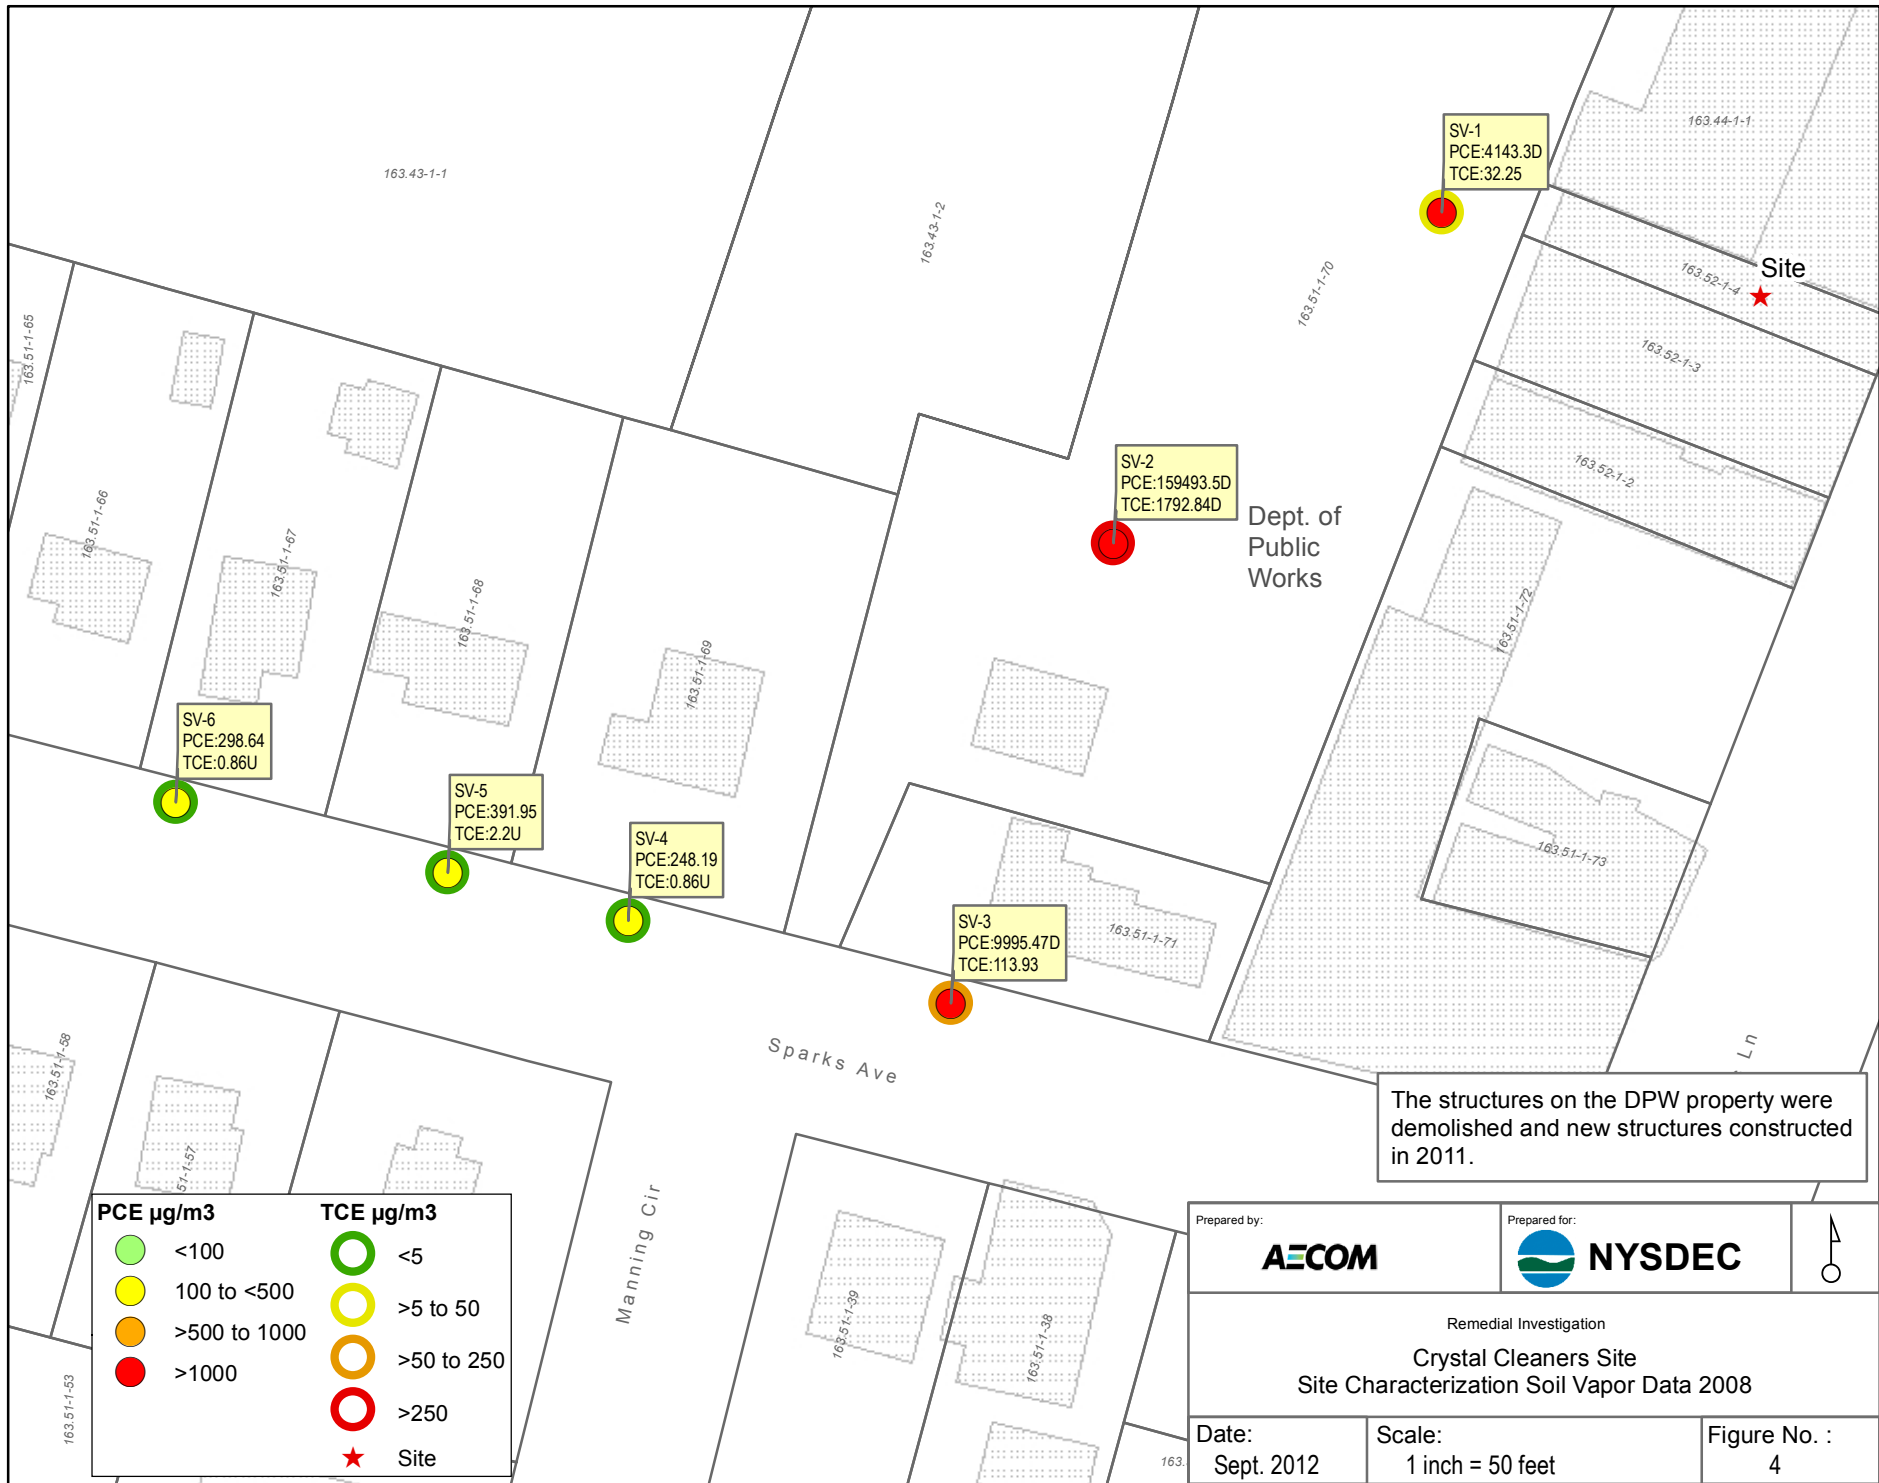 163.43-1-1
163.43-1-2
163.51-1-70
163.44-1-1
SV-1
PCE:4143.3D
TCE:32.25
Site
163.52-1-4
163.52-1-3
163.52-1-2
163.51-1-65
163.51-1-66
163.51-1-67
163.51-1-68
163.51-1-69
SV-2
PCE:159493.5D
TCE:1792.84D
Dept. of
Public
Works
163.51-1-72
163.51-1-73
163.51-1-71
SV-6
PCE:298.64
TCE:0.86U
SV-5
PCE:391.95
TCE:2.2U
SV-4
PCE:248.19
TCE:0.86U
SV-3
PCE:9995.47D
TCE:113.93
Sparks Ave
Ln
Manning Cir
163.51-1-58
51-1-57
163.51-1-53
163.51-1-39
163.51-1-38
163.
The structures on the DPW property were
demolished and new structures constructed
in 2011.
PCE µg/m3
<100
100 to <500
>500 to 1000
>1000
TCE µg/m3
<5
>5 to 50
>50 to 250
>250
Site
Prepared by:
AECOM
Prepared for:
NYSDEC
Remedial Investigation
Crystal Cleaners Site
Site Characterization Soil Vapor Data 2008
Date:
Sept. 2012
Scale:
1 inch = 50 feet
Figure No. :
4